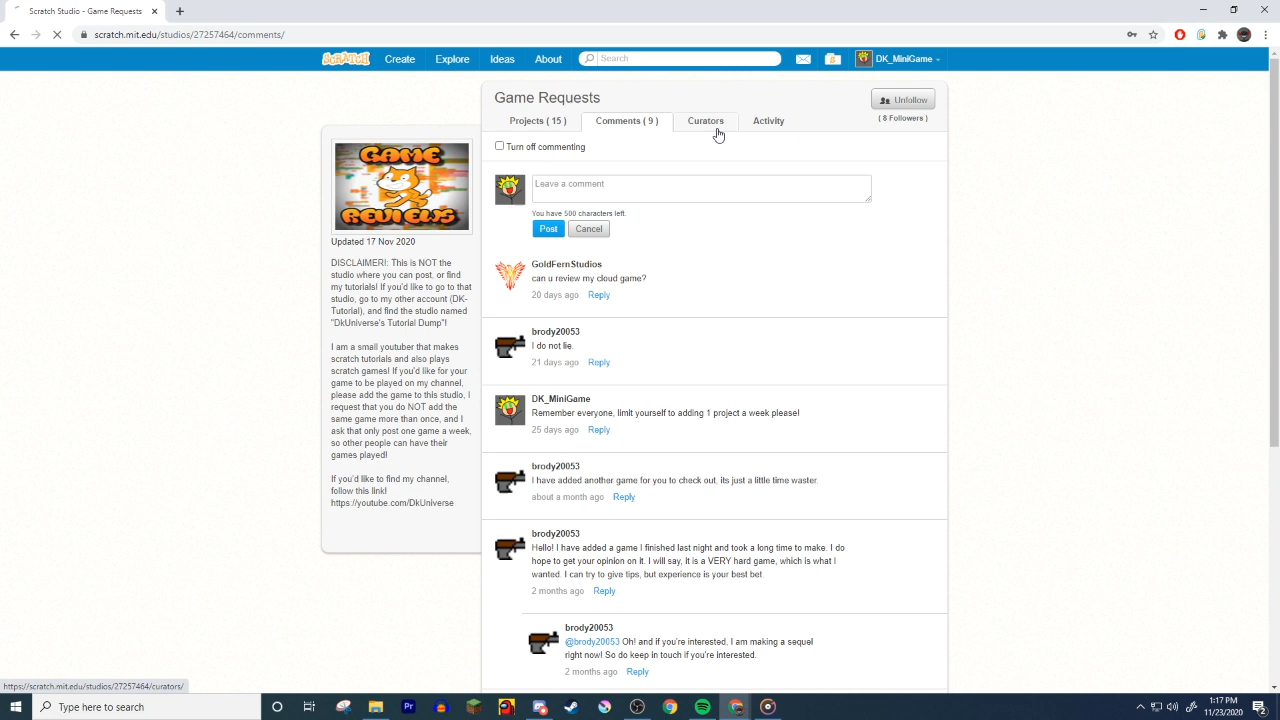 Scratch Studio - Game Requests
scratch.mit.edu/studios/27257464/comments/
SCRATCH
Create
Explore
Ideas
About
Search
DK_MiniGame
Game Requests
Unfollow
( 8 Followers )
Projects ( 15 )
Comments ( 9 )
Curators
Activity
Turn off commenting
GAME
REVIEWS
Updated 17 Nov 2020
DISCLAIMER!: This is NOT the
studio where you can post, or find
my tutorials! If you'd like to go to that
studio, go to my other account (DK-
Tutorial), and find the studio named
"DkUniverse's Tutorial Dump"!
I am a small youtuber that makes
scratch tutorials and also plays
scratch games! If you'd like for your
game to be played on my channel,
please add the game to this studio, I
request that you do NOT add the
same game more than once, and I
ask that only post one game a week,
so other people can have their
games played!
If you'd like to find my channel,
follow this link!
https://youtube.com/DkUniverse
Leave a comment
You have 500 characters left.
Post
Cancel
GoldFernStudios
can u review my cloud game?
20 days ago Reply
brody20053
I do not lie.
21 days ago Reply
DK_MiniGame
Remember everyone, limit yourself to adding 1 project a week please!
25 days ago Reply
brody20053
I have added another game for you to check out, its just a little time waster.
about a month ago Reply
brody20053
Hello! I have added a game I finished last night and took a long time to make. I do
hope to get your opinion on it. I will say, it is a VERY hard game, which is what I
wanted. I can try to give tips, but experience is your best bet.
2 months ago Reply
brody20053
@brody20053 Oh! and if you're interested, I am making a sequel
right now! So do keep in touch if you're interested.
2 months ago Reply
https://scratch.mit.edu/studios/27257464/curators/
Type here to search
Pr
1:17 PM
11/23/2020
2